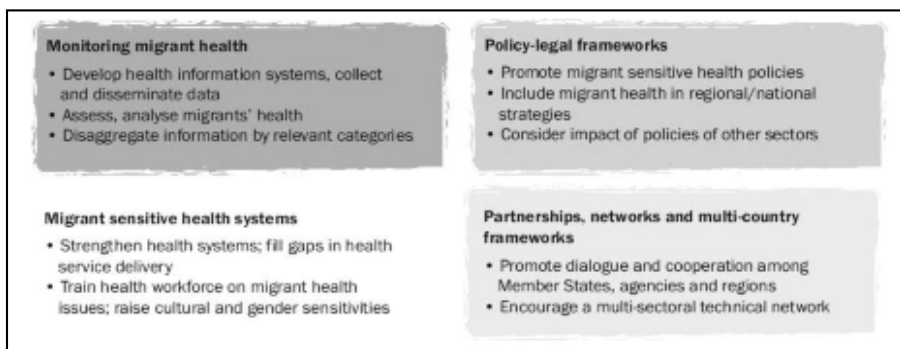 Monitoring migrant health
• Develop health information systems, collect
and disseminate data
• Assess, analyse migrants' health
• Disaggregate information by relevant categories
Policy-legal frameworks
• Promote migrant sensitive health policies
• Include migrant health in regional/national
strategies
• Consider impact of policies of other sectors
Migrant sensitive health systems
• Strengthen health systems; fill gaps in health
service delivery
• Train health workforce on migrant health
issues; raise cultural and gender sensitivities
Partnerships, networks and multi-country
frameworks
• Promote dialogue and cooperation among
Member States, agencies and regions
• Encourage a multi-sectoral technical network